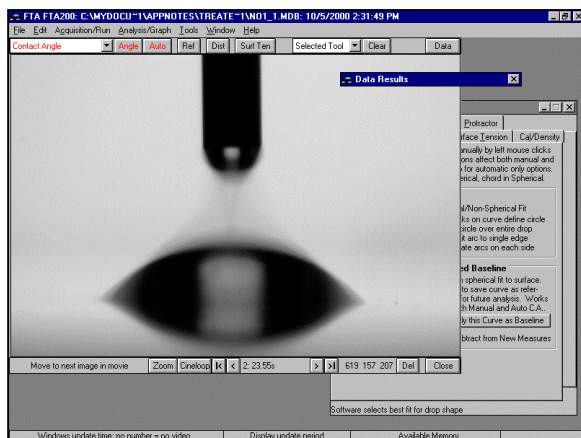 FTA FTA200: C:\MYDOCU~1\APPNOTES\TREATE~1\NO1_1.MDB: 10/5/2000 2:31:49 PM
File Edit Acquisition/Run Analysis/Graph Tools Window Help
Contact Angle Angle Auto Ref Dist Surf Ten Selected Tool Clear Data
Data Results
Protractor
rface Tension Cal/Density
anually by left mouse clicks
ons affect both manual and
for automatic only options.
erical, chord in Spherical.
al/Non-Spherical Fit
ks on curve define circle
circle over entire drop
it arc to single edge
ate arcs on each side
ed Baseline
spherical fit to surface.
to save curve as refer-
for future analysis. Works
th Manual and Auto C.A..
ly this Curve as Baseline
btract from New Measures
Move to next image in movie Zoom Cineloop 2: 23.55s 619 157 207 Del Close
Software selects best fit for drop shape
Windows update time: no number = no video Display update period Available Memory